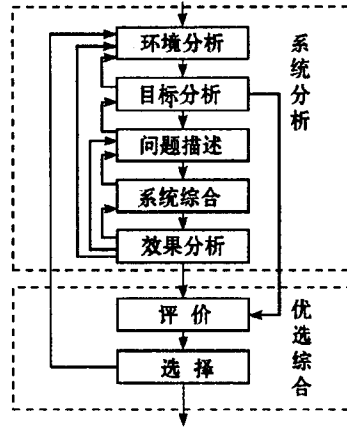 环境分析
目标分析
问题描述
系统综合
效果分析
系统分析
评价
选择
优选综合